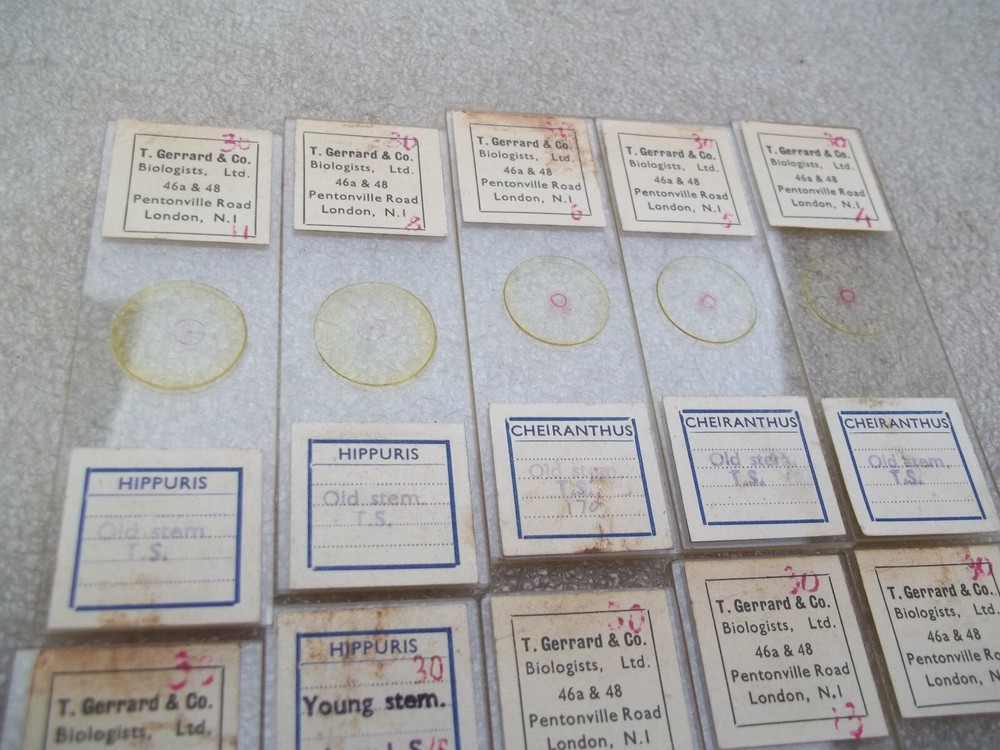 30
T. Gerrard & Co.
Biologists, Ltd.
46a & 48
Pentonville Road
London, N.1
11
HIPPURIS
Old stem.
T.S.
30
T. Gerrard & Co.
Biologists, Ltd.
46a & 48
Pentonville Road
London, N.1
8
HIPPURIS
Old stem.
T.S.
T. Gerrard & Co.
Biologists, Ltd.
46a & 48
Pentonville Road
London, N.1
6
CHEIRANTHUS
Old stem
T.S.
30
T. Gerrard & Co.
Biologists, Ltd.
46a & 48
Pentonville Road
London, N.1
5
CHEIRANTHUS
Old stem.
T.S.
30
T. Gerrard & Co.
Biologists, Ltd.
46a & 48
Pentonville Road
London, N.1
4
CHEIRANTHUS
Old stem.
T.S.
T. Gerrard & Co.
Biologists, Ltd.
HIPPURIS
30
Young stem.
30
T. Gerrard & Co.
Biologists, Ltd.
46a & 48
Pentonville Road
London, N.1
30
T. Gerrard & Co.
Biologists, Ltd.
46a & 48
Pentonville Road
London, N.1
13
30
T. Gerrard & Co.
Biologists, Ltd.
46a & 48
Pentonville Ro
London, N.